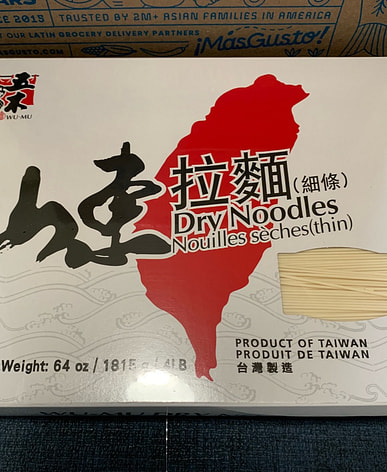 E 2015 TRUSTED BY 2M+ ASIAN FAMILIES IN AMERICA
OUR LATIN GROCERY DELIVERY PARTNERS
¡MásGusto!
五木
WU-MU
拉麵(細條)
Dry Noodles
Nouilles sèches(thin)
PRODUCT OF TAIWAN
PRODUIT DE TAIWAN
台灣製造
Weight: 64 oz / 1815 g / 4LB